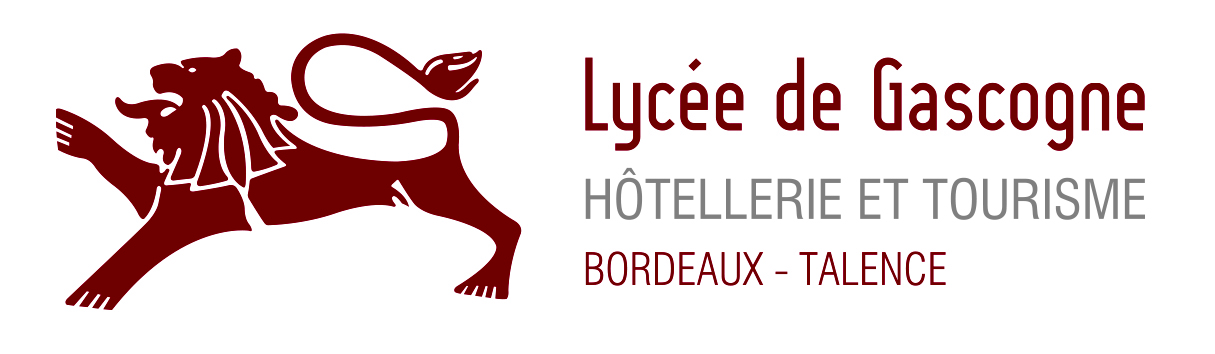 Lycée de Gascogne
HÔTELLERIE ET TOURISME
BORDEAUX - TALENCE